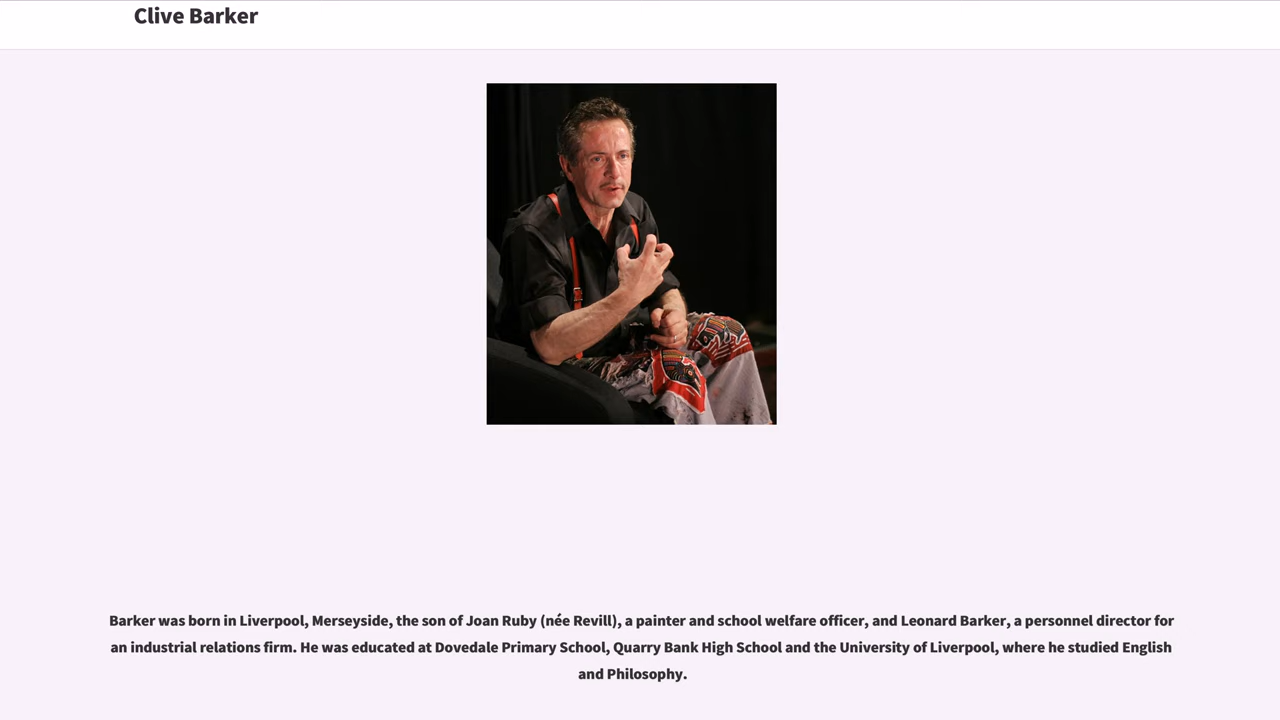 Clive Barker
Barker was born in Liverpool, Merseyside, the son of Joan Ruby (née Revill), a painter and school welfare officer, and Leonard Barker, a personnel director for
an industrial relations firm. He was educated at Dovedale Primary School, Quarry Bank High School and the University of Liverpool, where he studied English
and Philosophy.